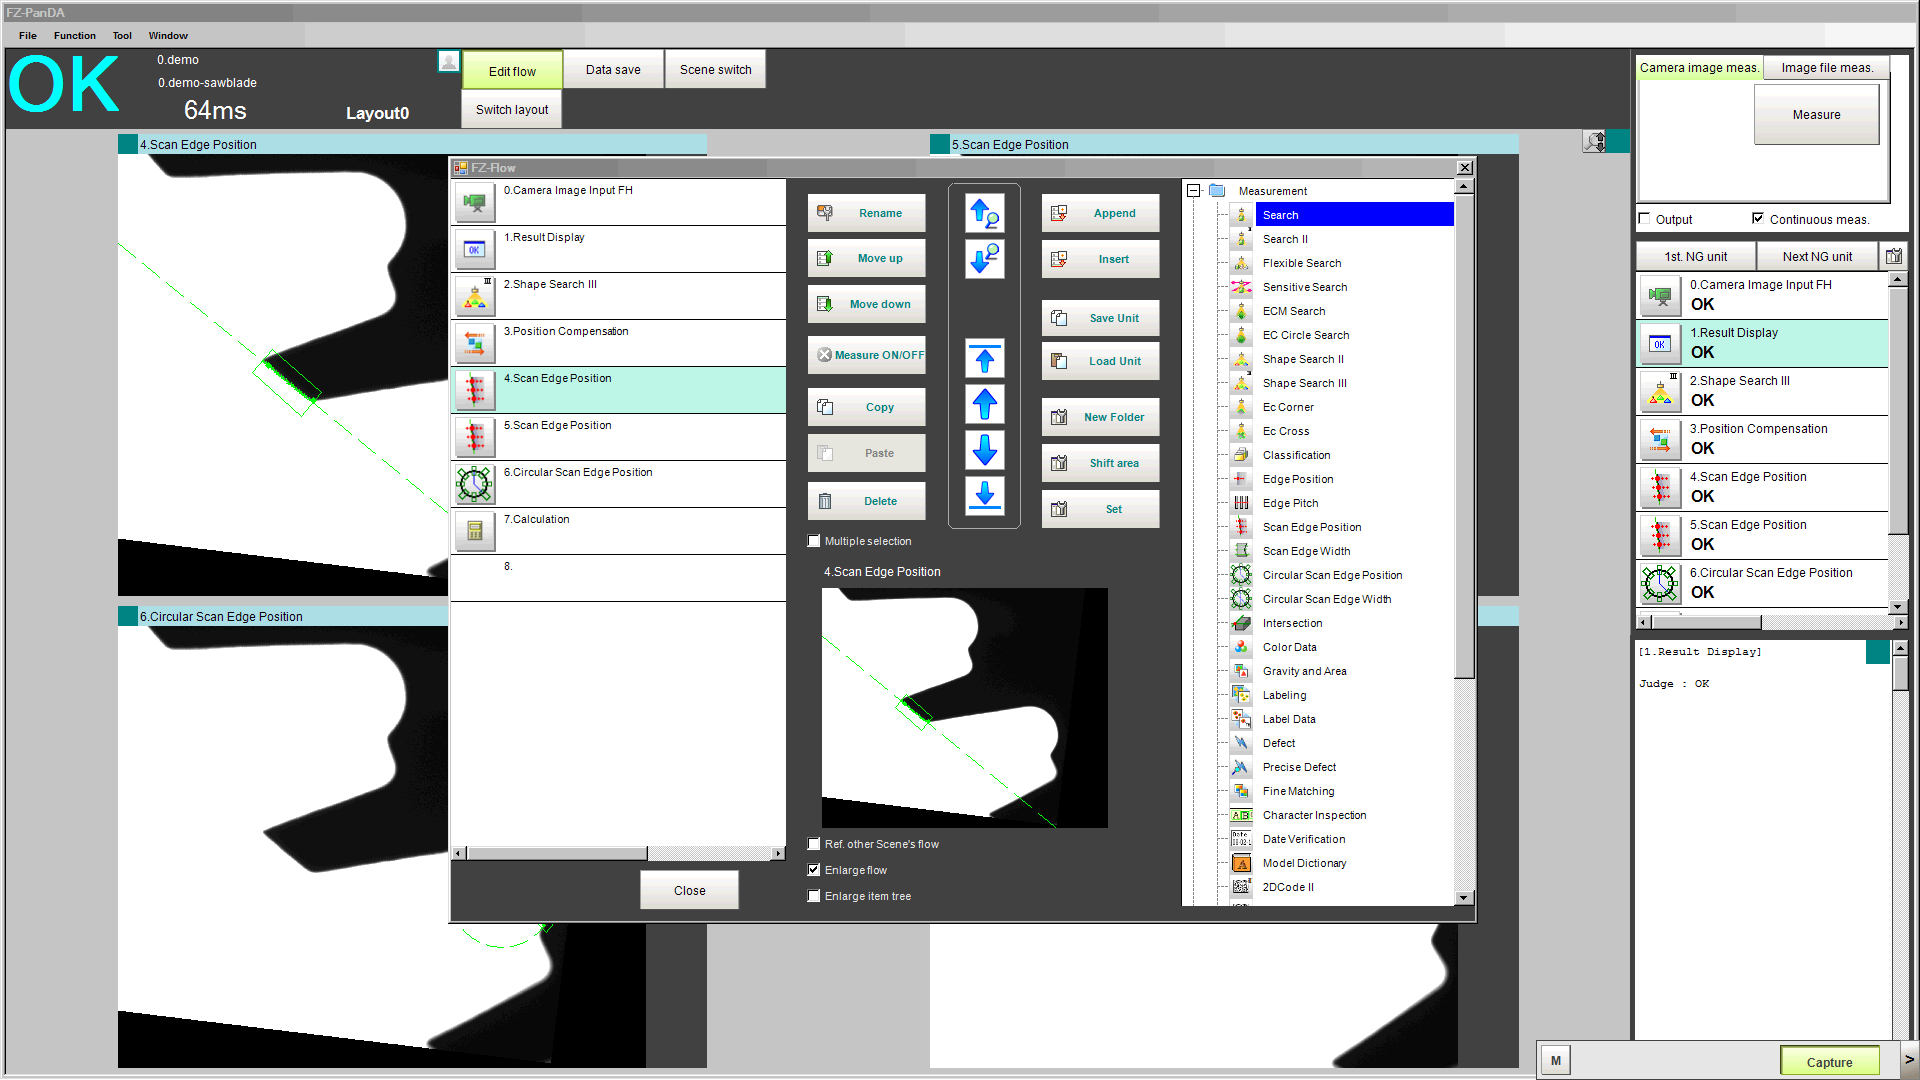 FZ-PanDA
File Function Tool Window
OK
0.demo
0.demo-sawblade
64ms
Layout0
Edit flow
Data save
Scene switch
Switch layout
Camera image meas.
Image file meas.
Measure
Output
Continuous meas.
1st. NG unit
Next NG unit
0.Camera Image Input FH
OK
1.Result Display
OK
2.Shape Search III
OK
3.Position Compensation
OK
4.Scan Edge Position
OK
5.Scan Edge Position
OK
6.Circular Scan Edge Position
OK
[1.Result Display]
Judge : OK
M
Capture
>
4.Scan Edge Position
5.Scan Edge Position
6.Circular Scan Edge Position
FZ-Flow
0.Camera Image Input FH
1.Result Display
OK
2.Shape Search III
III
3.Position Compensation
4.Scan Edge Position
5.Scan Edge Position
6.Circular Scan Edge Position
7.Calculation
8.
Close
Rename
Move up
Move down
Measure ON/OFF
Copy
Paste
Delete
Multiple selection
4.Scan Edge Position
Ref. other Scene's flow
Enlarge flow
Enlarge item tree
Append
Insert
Save Unit
Load Unit
New Folder
Shift area
Set
Measurement
Search
Search II
Flexible Search
Sensitive Search
ECM Search
EC Circle Search
Shape Search II
Shape Search III
Ec Corner
Ec Cross
Classification
Edge Position
Edge Pitch
Scan Edge Position
Scan Edge Width
Circular Scan Edge Position
Circular Scan Edge Width
Intersection
Color Data
Gravity and Area
Labeling
Label Data
Defect
Precise Defect
Fine Matching
Character Inspection
Date Verification
Model Dictionary
2DCode II